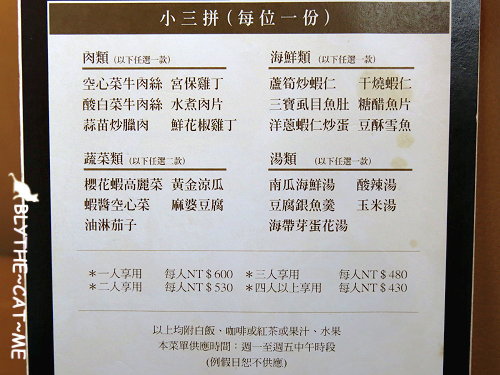 小三拼(每位一份)
肉類 (以下任選一款)
空心菜牛肉絲 宮保雞丁
酸白菜牛肉絲 水煮肉片
蒜苗炒臘肉 鮮花椒雞丁
海鮮類 (以下任選一款)
蘆筍炒蝦仁 干燒蝦仁
三寶虱目魚肚 糖醋魚片
洋蔥蝦仁炒蛋 豆酥雪魚
蔬菜類 (以下任選二款)
櫻花蝦高麗菜 黃金涼瓜
蝦醬空心菜 麻婆豆腐
油淋茄子
湯類 (以下任選一款)
南瓜海鮮湯 酸辣湯
豆腐銀魚羹 玉米湯
海帶芽蛋花湯
＊一人享用 每人NT＄600 ＊三人享用 每人NT＄480
＊二人享用 每人NT＄530 ＊四人以上享用 每人NT＄430
以上均附白飯、咖啡或紅茶或果汁、水果
本菜單供應時間：週一至週五中午時段
(例假日恕不供應)
BLYTHE~CAT~ME